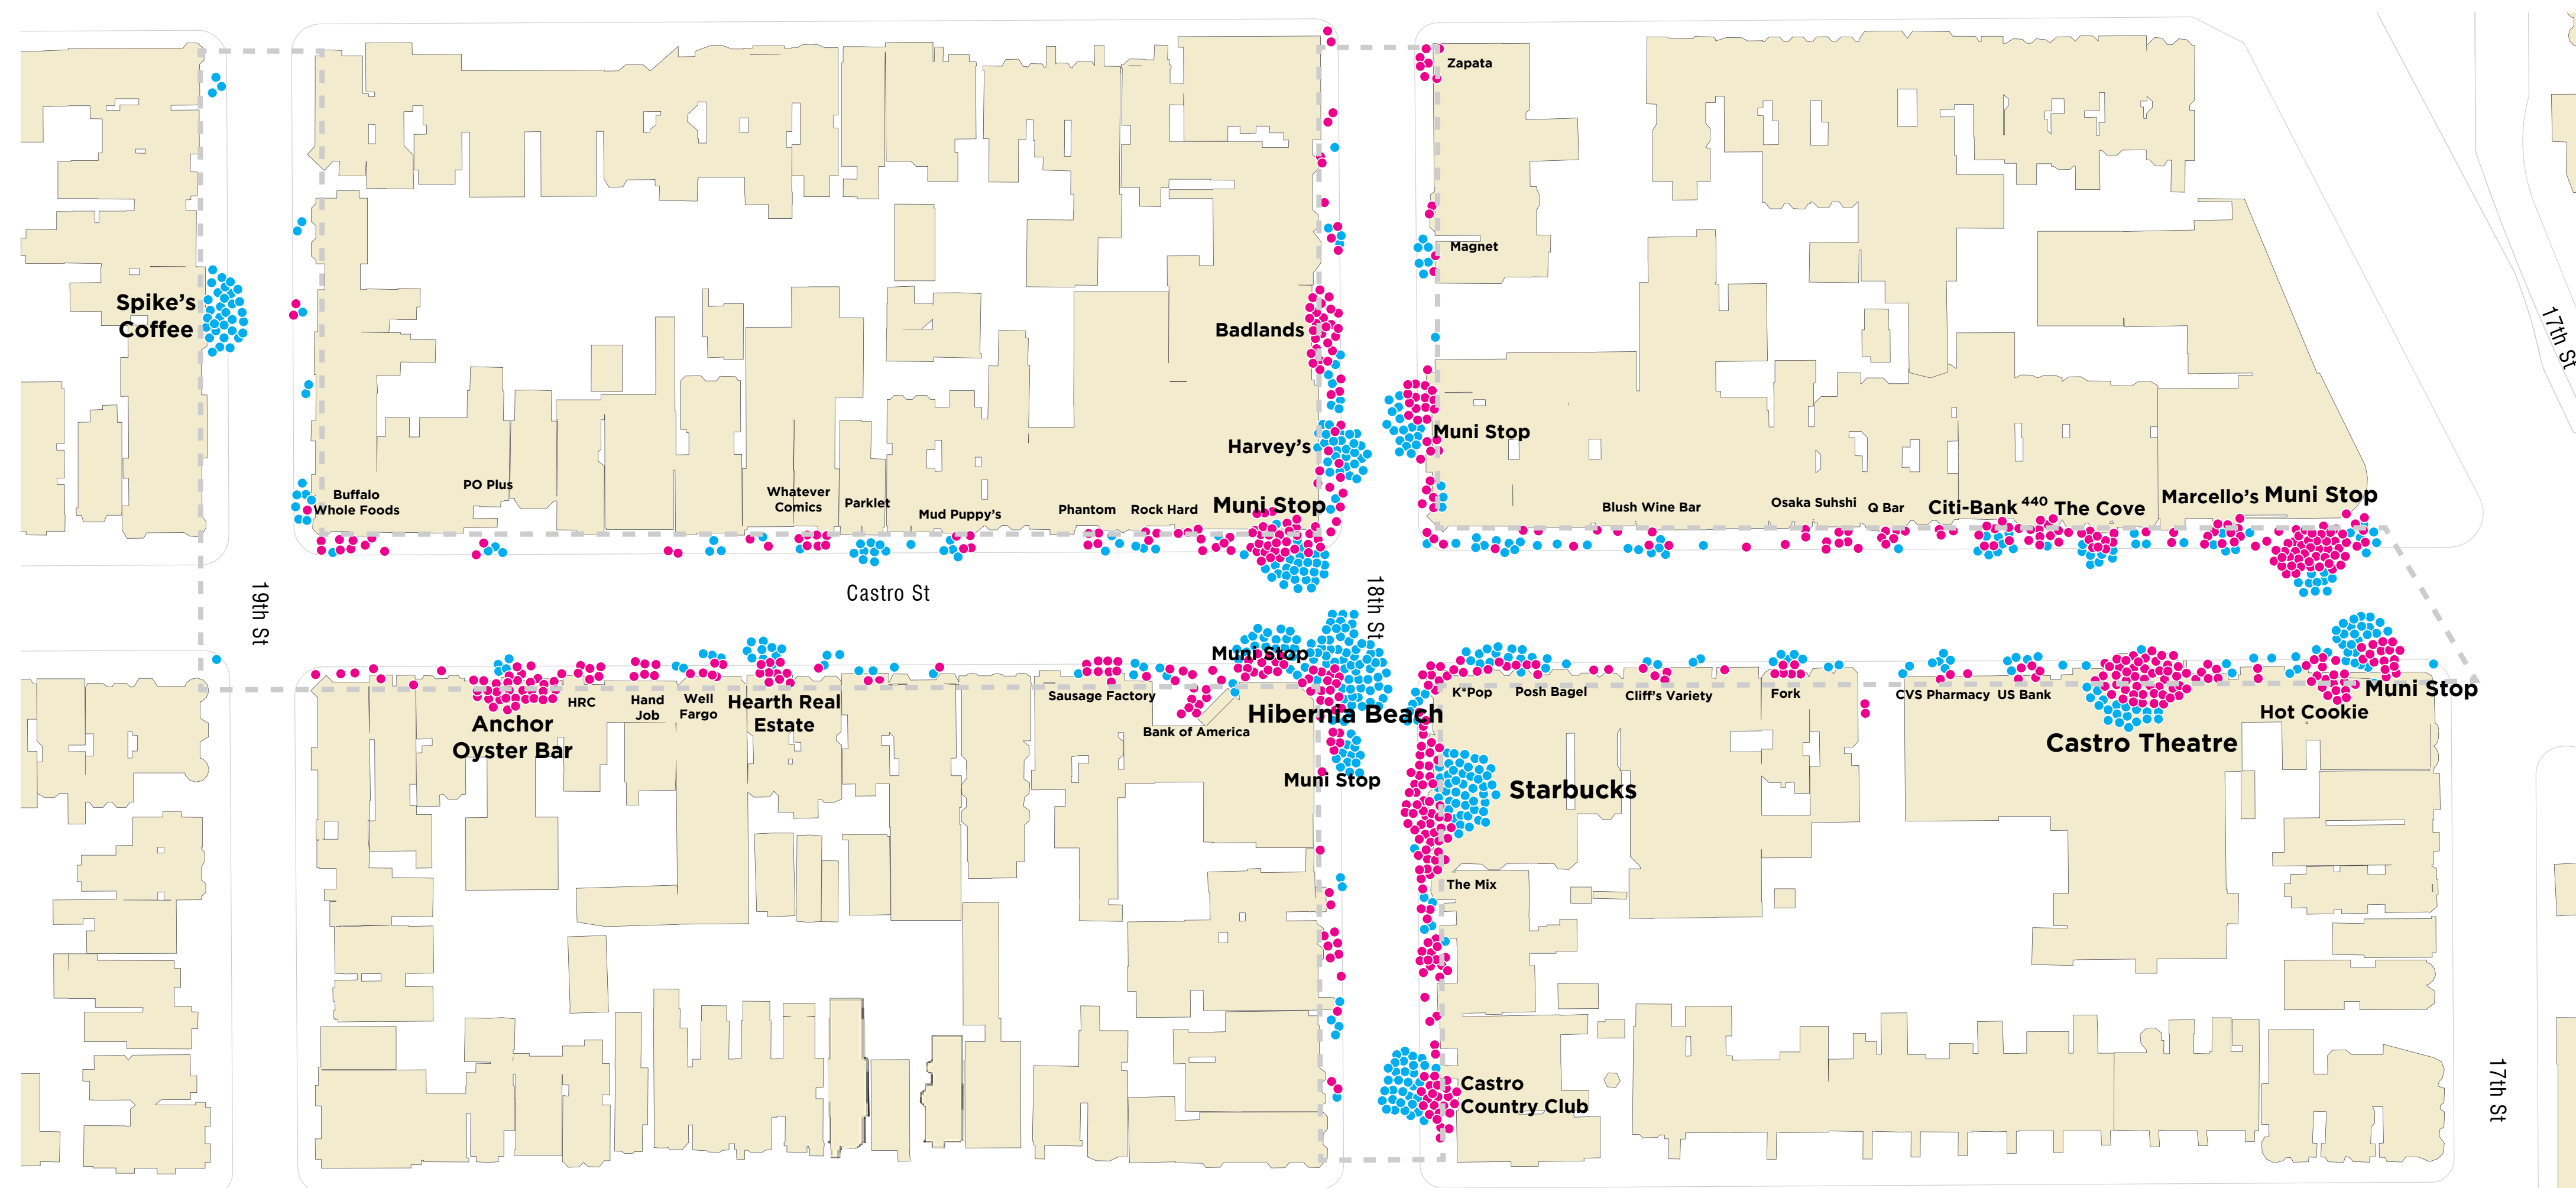 Zapata
Magnet
Spike's
Coffee
Badlands
17th St
Muni Stop
Harvey's
PO Plus
Buffalo
Whole Foods
Whatever
Comics
Parklet
Mud Puppy's
Phantom
Rock Hard
Muni Stop
Blush Wine Bar
Osaka Suhshi
Q Bar
Citi-Bank
440
The Cove
Marcello's
Muni Stop
19th St
Castro St
18th St
Muni Stop
Sausage Factory
K*Pop
Posh Bagel
Cliff's Variety
Fork
CVS Pharmacy
US Bank
Muni Stop
HRC
Hand
Job
Well
Fargo
Hearth Real
Estate
Hibernia Beach
Hot Cookie
Anchor
Oyster Bar
Bank of America
Castro Theatre
Muni Stop
Starbucks
The Mix
Castro
Country Club
17th St